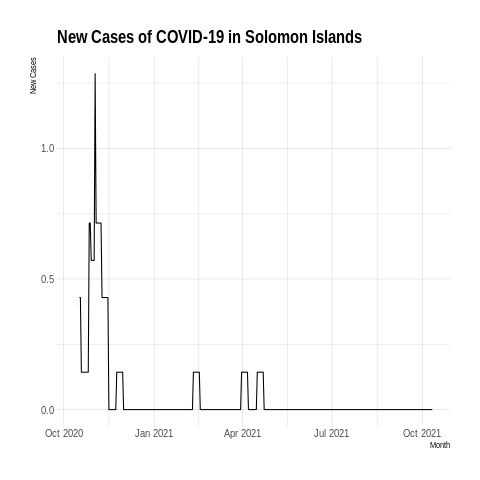 New Cases of COVID-19 in Solomon Islands
New Cases
1.0
0.5
0.0
Oct 2020 Jan 2021 Apr 2021 Jul 2021 Oct 2021
Month